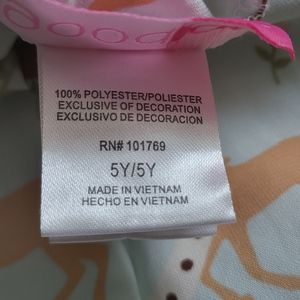 100% POLYESTER/POLIESTER
EXCLUSIVE OF DECORATION
EXCLUSIVO DE DECORACION
RN# 101769
5Y/5Y
MADE IN VIETNAM
HECHO EN VIETNAM